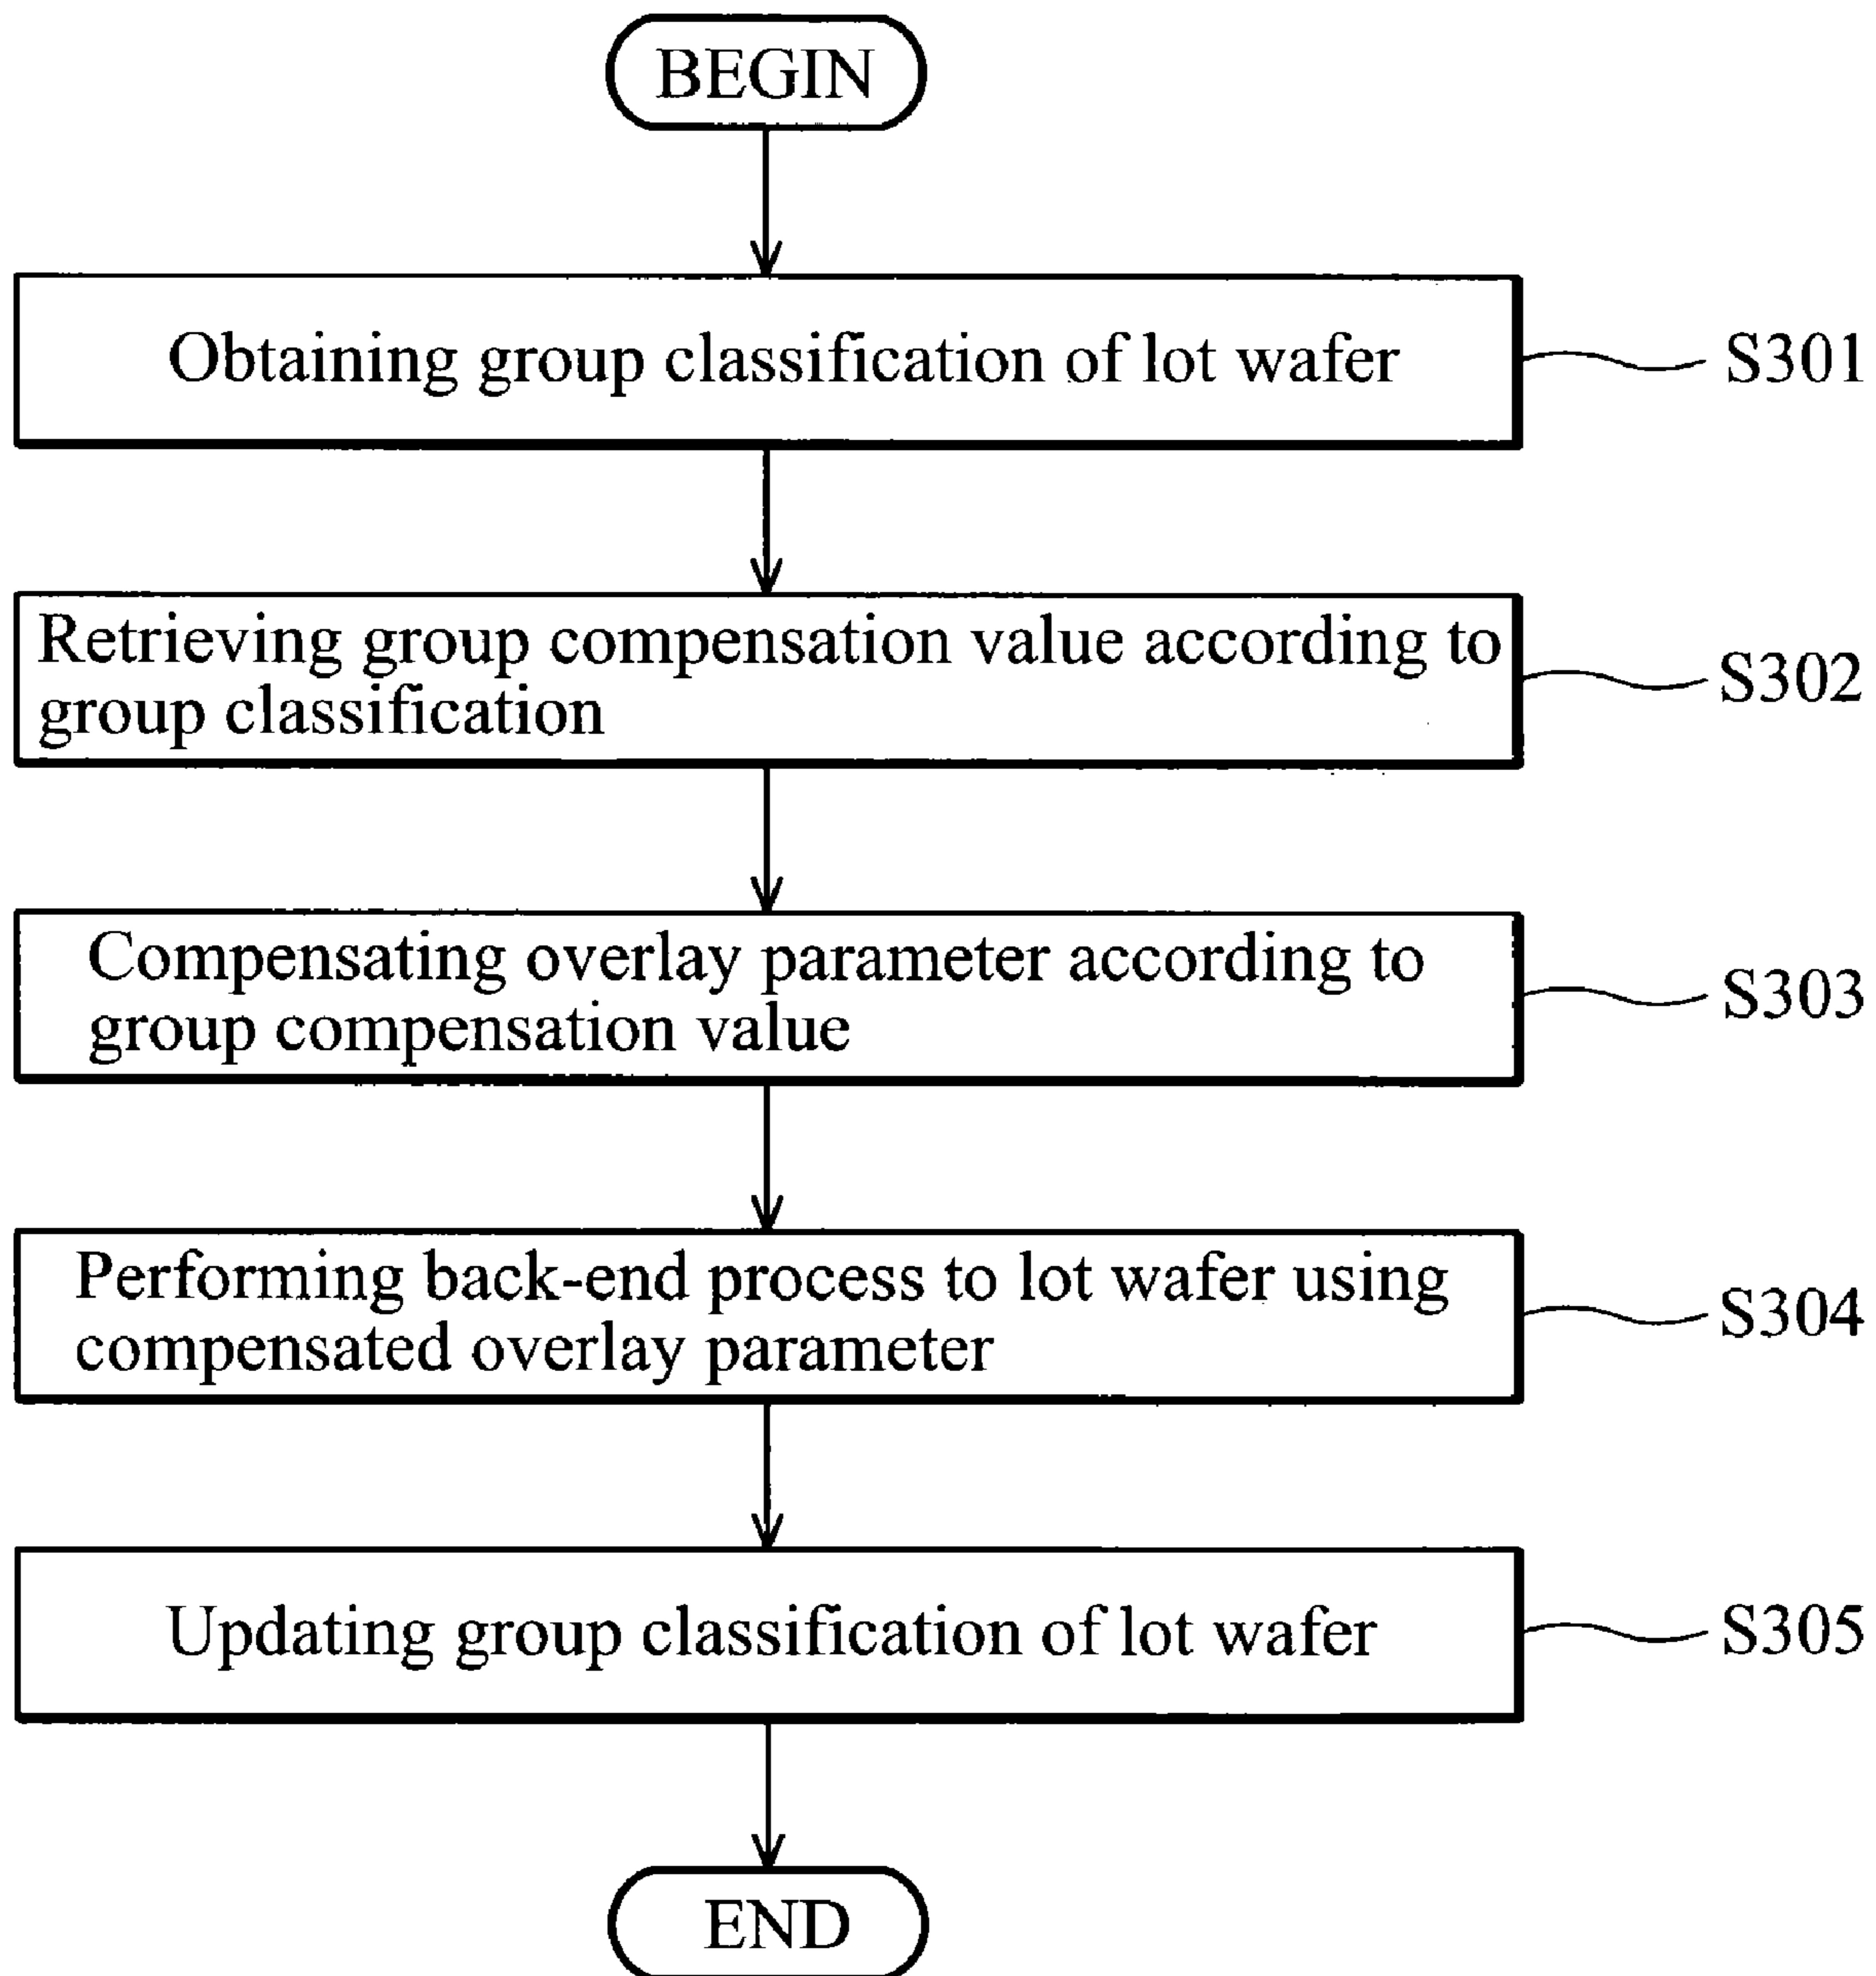 BEGIN
Obtaining group classification of lot wafer
S301
Retrieving group compensation value according to
group classification
S302
Compensating overlay parameter according to
group compensation value
S303
Performing back-end process to lot wafer using
compensated overlay parameter
S304
Updating group classification of lot wafer
S305
END